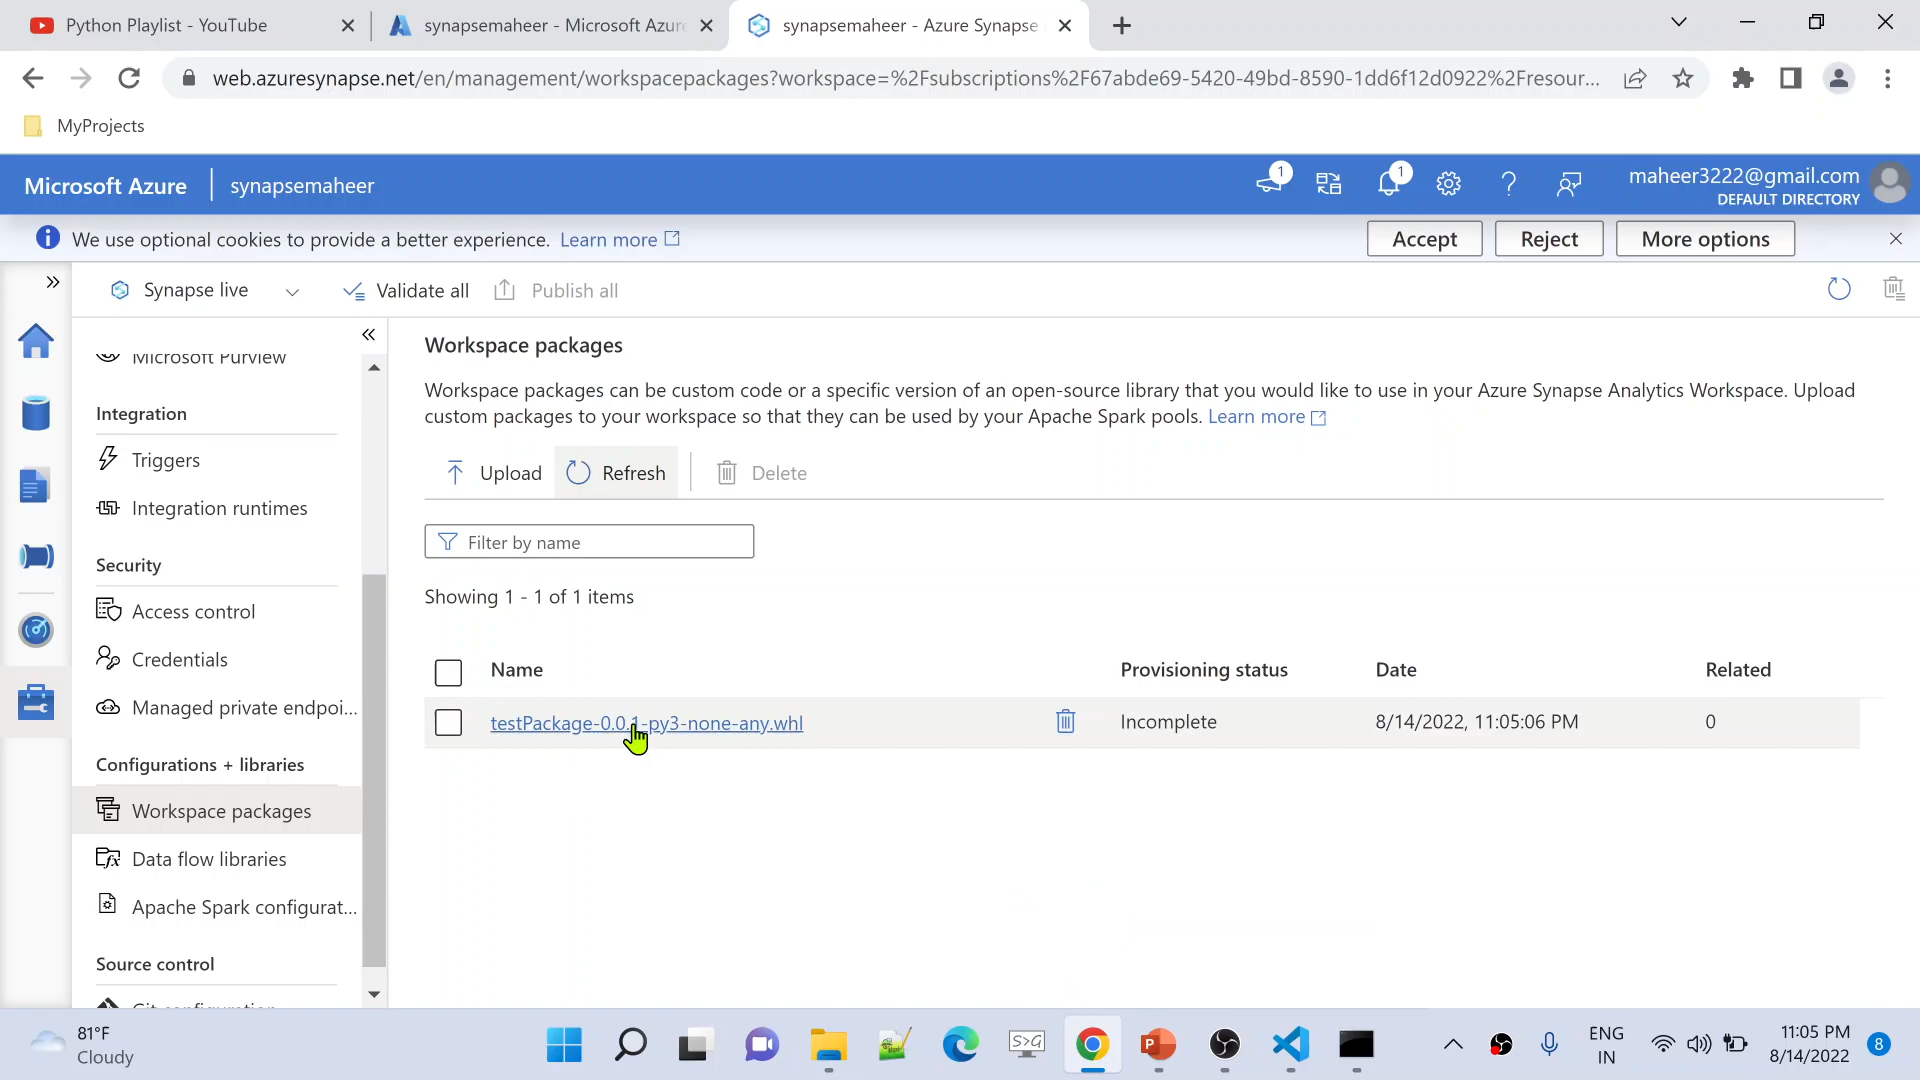 Python Playlist - YouTube
synapsemaheer - Microsoft Azure
synapsemaheer - Azure Synapse
web.azuresynapse.net/en/management/workspacepackages?workspace=%2Fsubscriptions%2F67abde69-5420-49bd-8590-1dd6f12d0922%2Fresour...
MyProjects
Microsoft Azure
synapsemaheer
1
1
maheer3222@gmail.com
DEFAULT DIRECTORY
We use optional cookies to provide a better experience. Learn more
Accept
Reject
More options
Synapse live
Validate all
Publish all
Microsoft Purview
Integration
Triggers
Integration runtimes
Security
Access control
Credentials
Managed private endpoi...
Configurations + libraries
Workspace packages
Data flow libraries
Apache Spark configurat...
Source control
Git configuration
Workspace packages
Workspace packages can be custom code or a specific version of an open-source library that you would like to use in your Azure Synapse Analytics Workspace. Upload
custom packages to your workspace so that they can be used by your Apache Spark pools. Learn more
Upload
Refresh
Delete
Filter by name
Showing 1 - 1 of 1 items
Name
Provisioning status
Date
Related
testPackage-0.0.1-py3-none-any.whl
Incomplete
8/14/2022, 11:05:06 PM
0
81°F
Cloudy
S>G
ENG
IN
11:05 PM
8/14/2022
8